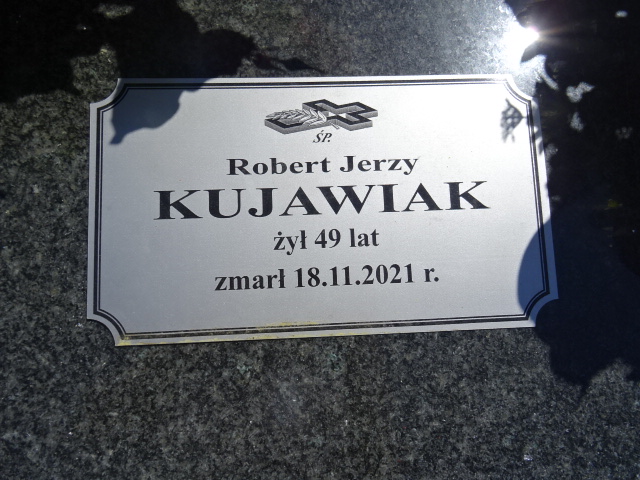 ŚP.
Robert Jerzy
KUJAWIAK
żył 49 lat
zmarł 18.11.2021 r.